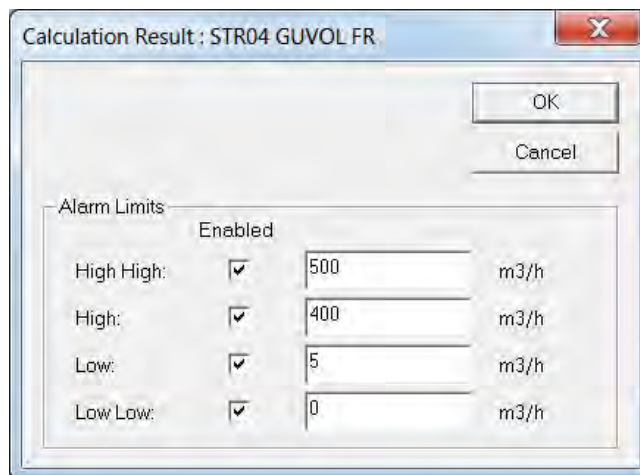 Calculation Result : STR04 GUVOL FR
OK
Cancel
Alarm Limits
Enabled
High High: 500 m3/h
High: 400 m3/h
Low: 5 m3/h
Low Low: 0 m3/h